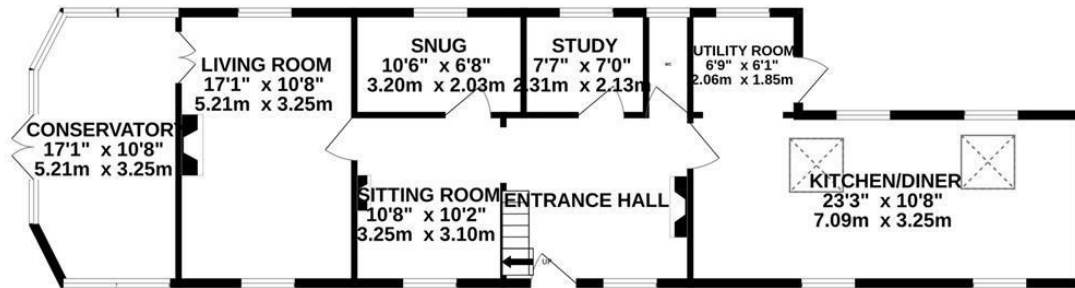 CONSERVATORY
17'1" x 10'8"
5.21m x 3.25m
LIVING ROOM
17'1" x 10'8"
5.21m x 3.25m
SNUG
10'6" x 6'8"
3.20m x 2.03m
STUDY
7'7" x 7'0"
2.31m x 2.13m
WC
UTILITY ROOM
6'9" x 6'1"
2.06m x 1.85m
SITTING ROOM
10'8" x 10'2"
3.25m x 3.10m
ENTRANCE HALL
UP
KITCHEN/DINER
23'3" x 10'8"
7.09m x 3.25m